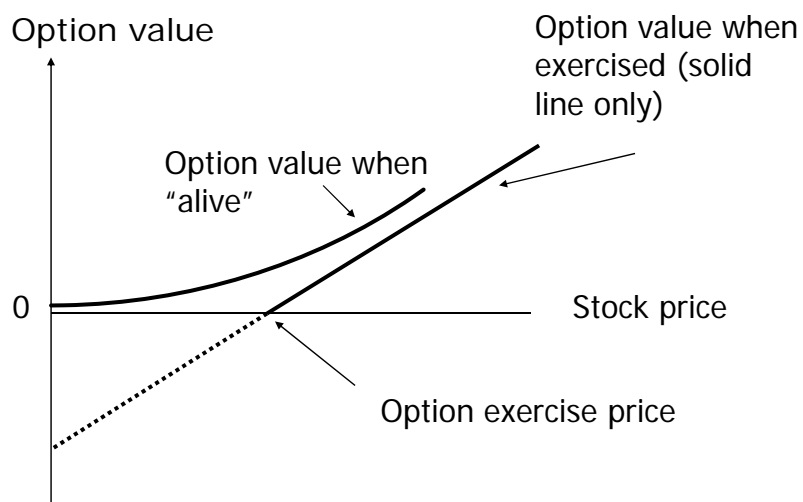 Option value
Option value when
exercised (solid
line only)
Option value when
“alive”
0
Stock price
Option exercise price